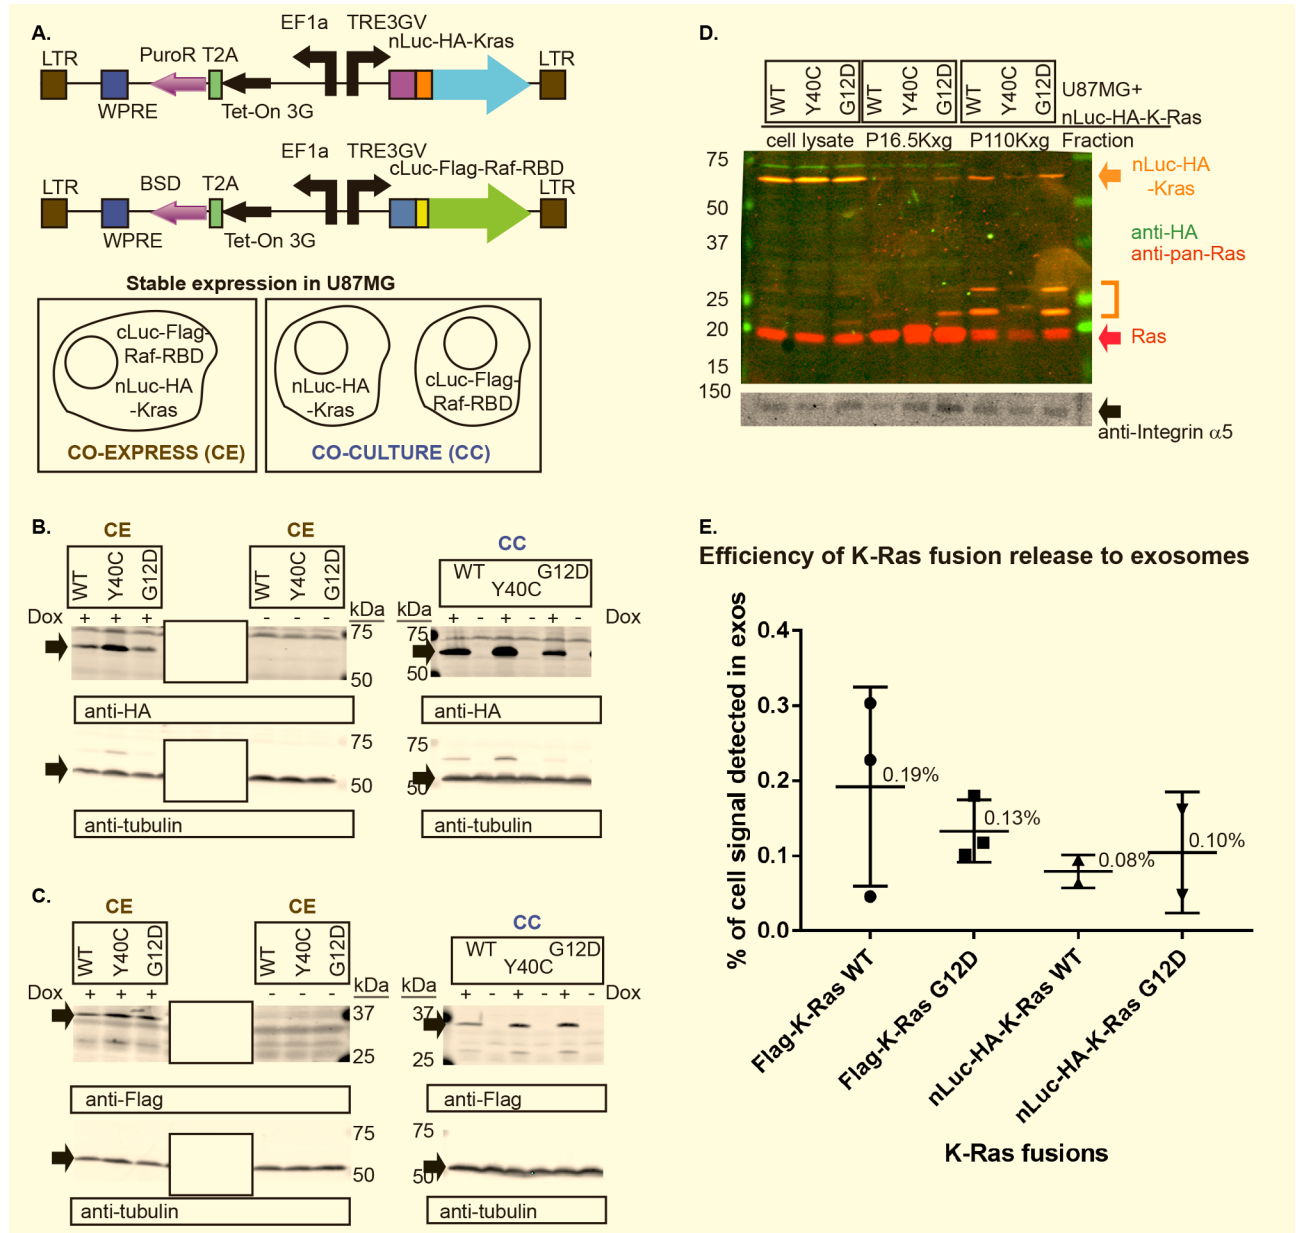 A.
EF1a TRE3GV
LTR PuroR T2A nLuc-HA-Kras LTR
WPRE Tet-On 3G
EF1a TRE3GV
LTR BSD T2A cLuc-Flag-Raf-RBD LTR
WPRE Tet-On 3G
Stable expression in U87MG
cLuc-Flag-
Raf-RBD
nLuc-HA
-Kras
CO-EXPRESS (CE)
nLuc-HA
-Kras
cLuc-Flag-
Raf-RBD
CO-CULTURE (CC)
B.
CE CE CC
WT Y40C G12D WT Y40C G12D WT Y40C G12D
Dox + + + - - - kDa kDa + - + - + - Dox
75 75
50 50
anti-HA anti-HA
75 75
50 50
anti-tubulin anti-tubulin
C.
CE CE CC
WT Y40C G12D WT Y40C G12D WT Y40C G12D
Dox + + + - - - kDa kDa + - + - + - Dox
37 37
25 25
anti-Flag anti-Flag
75 75
50 50
anti-tubulin anti-tubulin
D.
WT Y40C G12D WT Y40C G12D WT Y40C G12D U87MG+
nLuc-HA-K-Ras
cell lysate P16.5Kxg P110Kxg Fraction
75
50
37
25
20
15
150
nLuc-HA
-Kras
anti-HA
anti-pan-Ras
Ras
anti-Integrin α5
E.
Efficiency of K-Ras fusion release to exosomes
% of cell signal detected in exos
0.4
0.3
0.2
0.1
0.0
0.19%
0.13%
0.08%
0.10%
Flag-K-Ras WT
Flag-K-Ras G12D
nLuc-HA-K-Ras WT
nLuc-HA-K-Ras G12D
K-Ras fusions